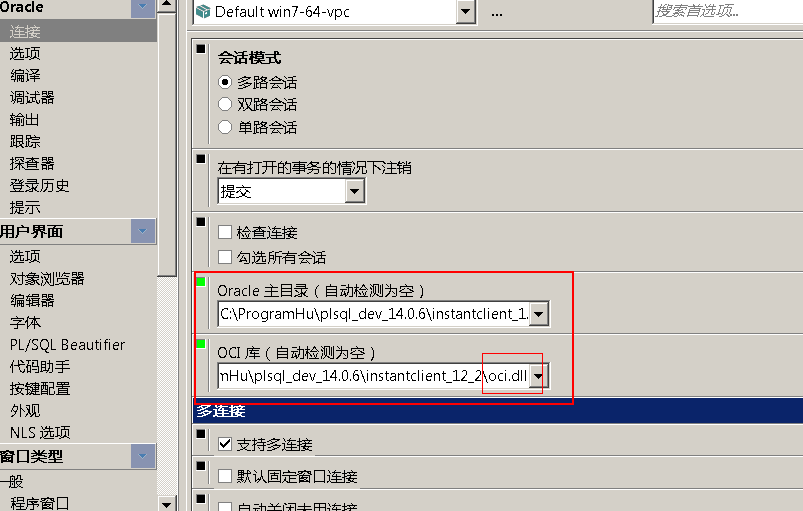 Oracle
连接
选项
编译
调试器
输出
跟踪
探查器
登录历史
提示
用户界面
选项
对象浏览器
编辑器
字体
PL/SQL Beautifier
代码助手
按键配置
外观
NLS 选项
窗口类型
一般
程序窗口
Default win7-64-vpc
...
搜索首选项..
会话模式
多路会话
双路会话
单路会话
在有打开的事务的情况下注销
提交
检查连接
勾选所有会话
Oracle 主目录（自动检测为空）
C:\ProgramHu\plsql_dev_14.0.6\instantclient_1.
OCI 库（自动检测为空）
mHu\plsql_dev_14.0.6\instantclient_12_2\oci.dll
多连接
支持多连接
默认固定窗口连接
自动关闭未用连接